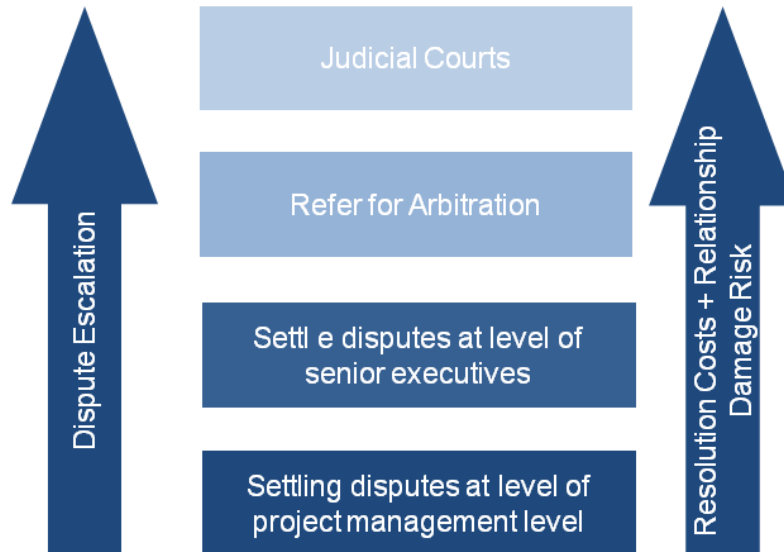 Judicial Courts
Refer for Arbitration
Settl e disputes at level of
senior executives
Settling disputes at level of
project management level
Dispute Escalation
Resolution Costs + Relationship
Damage Risk